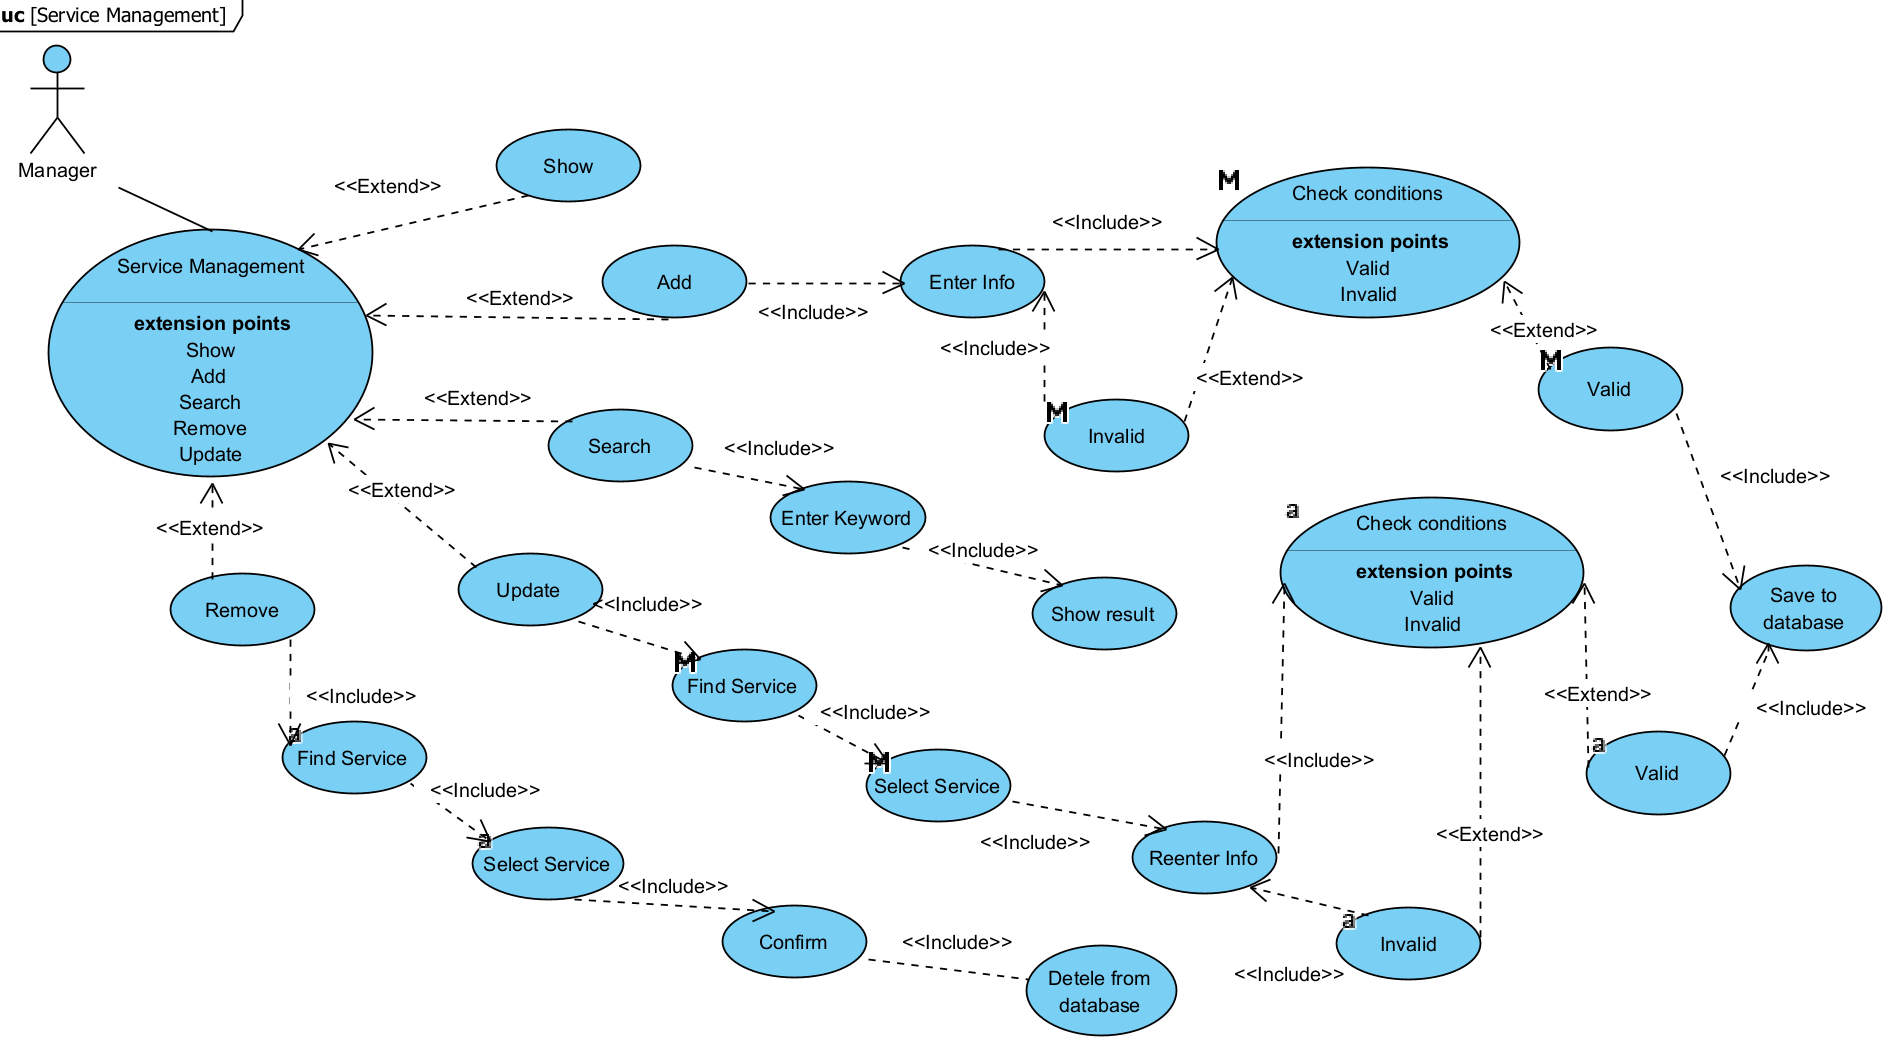 uc [Service Management]
Manager
Show
<<Extend>>
Service Management
extension points
Show
Add
Search
Remove
Update
<<Extend>>
Add
<<Include>>
Enter Info
<<Include>>
M
Check conditions
extension points
Valid
Invalid
<<Include>>
<<Extend>>
M
Invalid
<<Extend>>
M
Valid
<<Include>>
<<Extend>>
Search
<<Include>>
Enter Keyword
<<Include>>
Show result
<<Extend>>
<<Extend>>
Remove
Update
<<Include>>
M
Find Service
<<Include>>
M
Select Service
<<Include>>
Reenter Info
<<Include>>
a
Check conditions
extension points
Valid
Invalid
Save to
database
<<Extend>>
<<Include>>
a
Valid
<<Extend>>
a
Invalid
<<Include>>
<<Include>>
a
Find Service
<<Include>>
a
Select Service
<<Include>>
Confirm
<<Include>>
Detele from
database